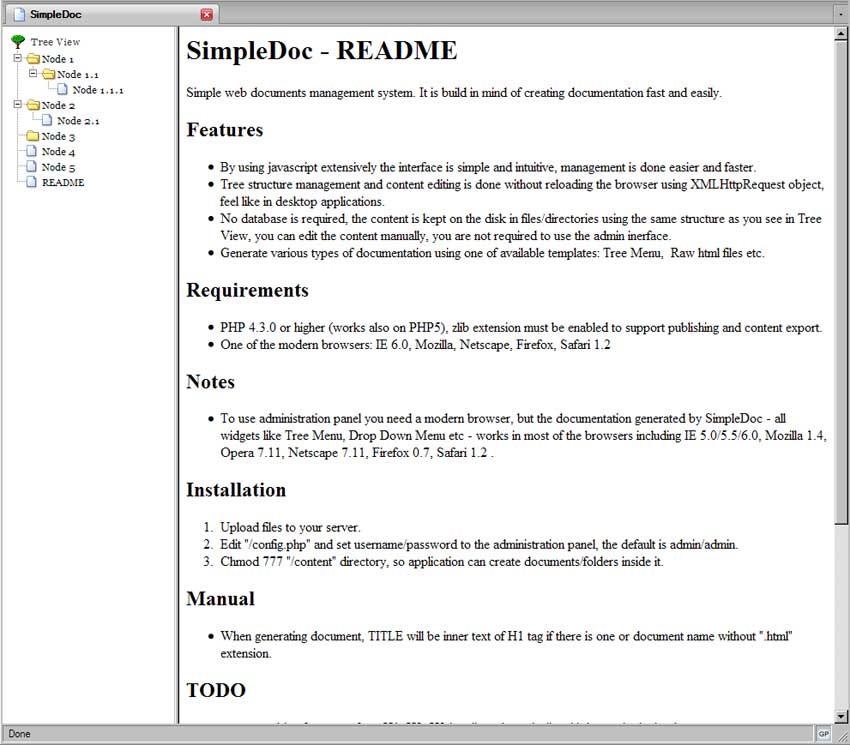 SimpleDoc
Tree View
Node 1
Node 1.1
Node 1.1.1
Node 2
Node 2.1
Node 3
Node 4
Node 5
README
SimpleDoc - README
Simple web documents management system. It is build in mind of creating documentation fast and easily.
Features
• By using javascript extensively the interface is simple and intuitive, management is done easier and faster.
• Tree structure management and content editing is done without reloading the browser using XMLHttpRequest object,
feel like in desktop applications.
• No database is required, the content is kept on the disk in files/directories using the same structure as you see in Tree
View, you can edit the content manually, you are not required to use the admin inerface.
• Generate various types of documentation using one of available templates: Tree Menu, Raw html files etc.
Requirements
• PHP 4.3.0 or higher (works also on PHP5), zlib extension must be enabled to support publishing and content export.
• One of the modern browsers: IE 6.0, Mozilla, Netscape, Firefox, Safari 1.2
Notes
• To use administration panel you need a modern browser, but the documentation generated by SimpleDoc - all
widgets like Tree Menu, Drop Down Menu etc - works in most of the browsers including IE 5.0/5.5/6.0, Mozilla 1.4,
Opera 7.11, Netscape 7.11, Firefox 0.7, Safari 1.2 .
Installation
1. Upload files to your server.
2. Edit "/config.php" and set username/password to the administration panel, the default is admin/admin.
3. Chmod 777 "/content" directory, so application can create documents/folders inside it.
Manual
• When generating document, TITLE will be inner text of H1 tag if there is one or document name without ".html"
extension.
TODO
Done
GP